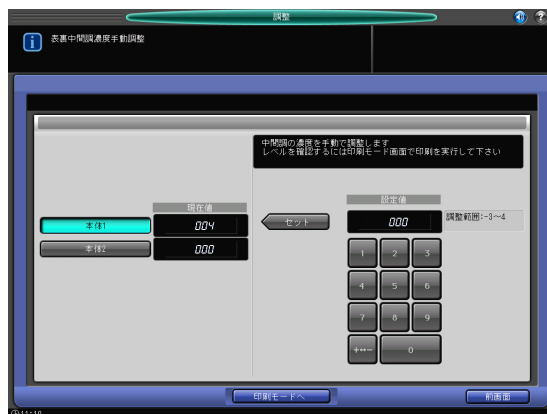 調整
表裏中間調濃度手動調整
中間調の濃度を手動で調整します
レベルを確認するには印刷モード画面で印刷を実行して下さい
現在値
設定値
本体1
004
セット
000
調整範囲:-3～4
本体2
000
1
2
3
4
5
6
7
8
9
+↔-
0
印刷モードへ
前画面
11:10